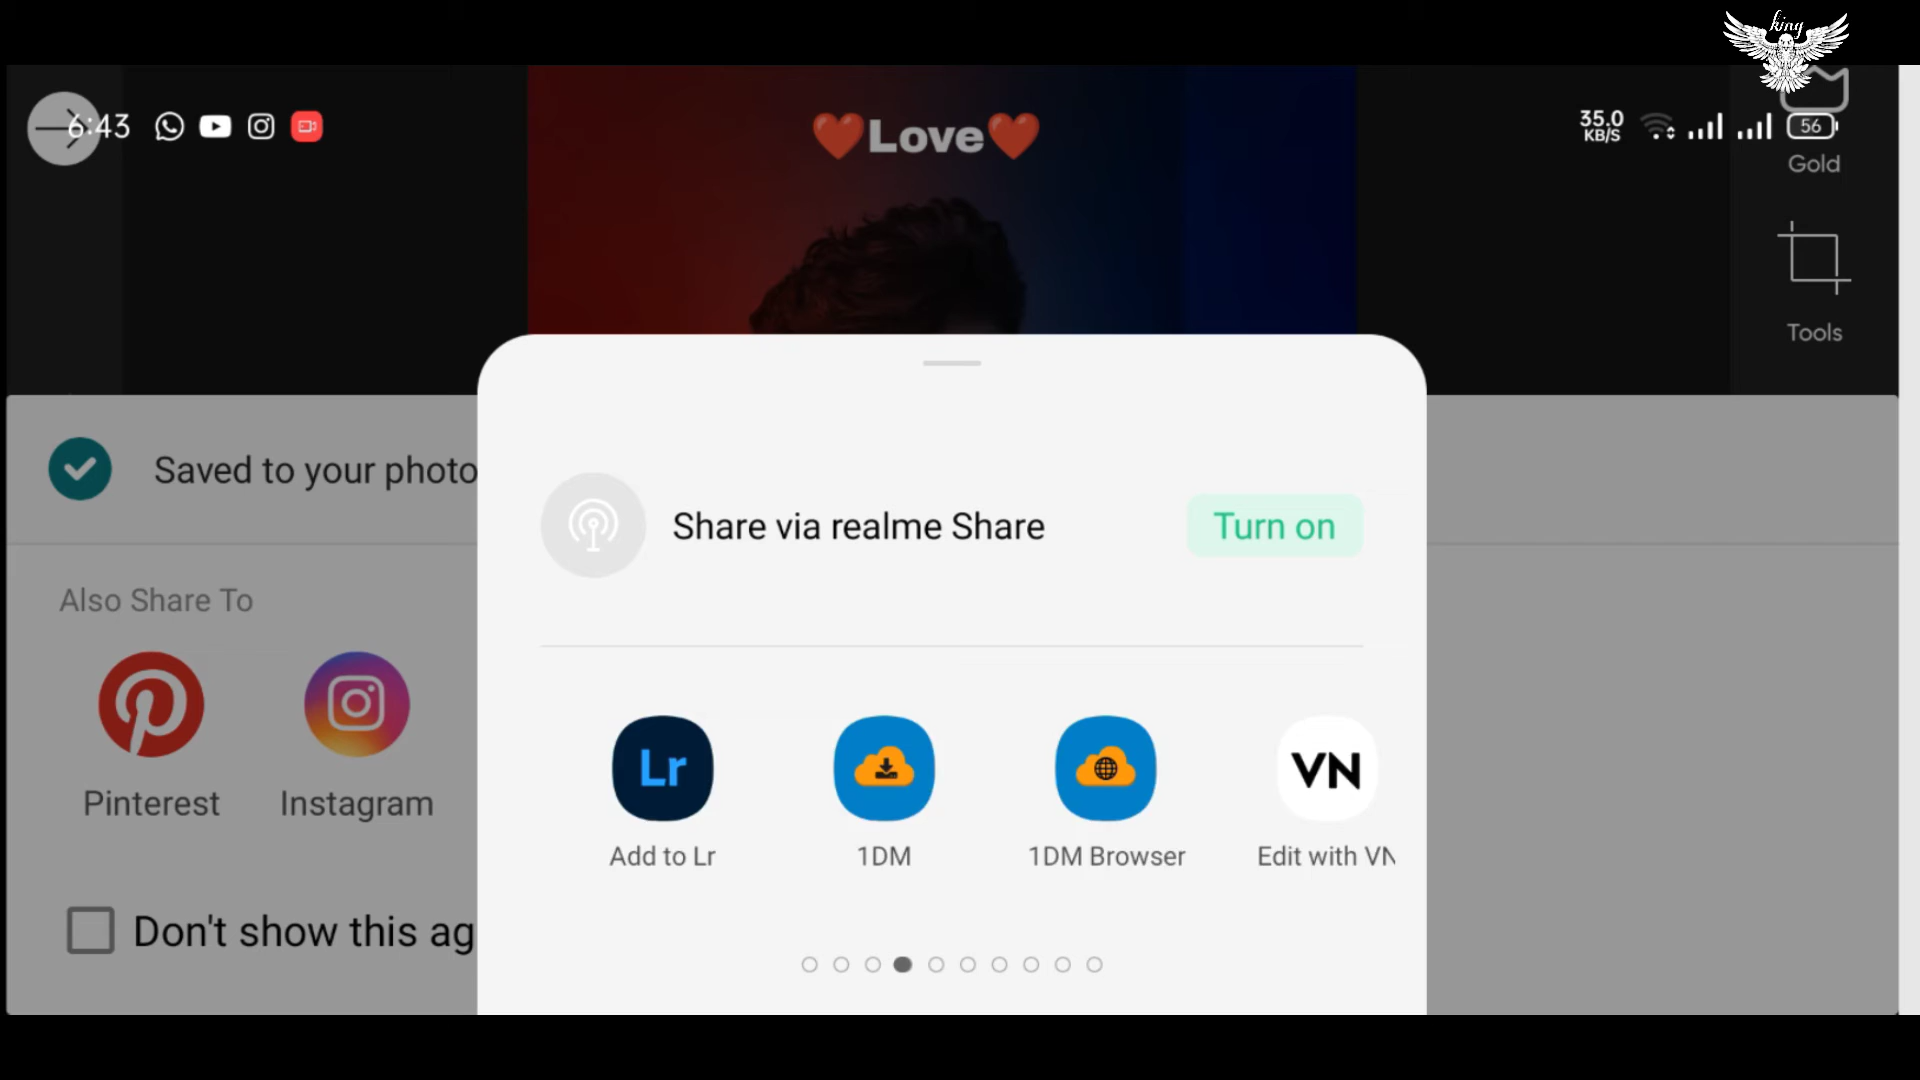 king
6:43
35.0
KB/S
56
❤️Love❤️
Gold
Tools
Saved to your photo
Share via realme Share
Turn on
Also Share To
Pinterest
Instagram
Lr
VN
Add to Lr
1DM
1DM Browser
Edit with VN
Don't show this ag